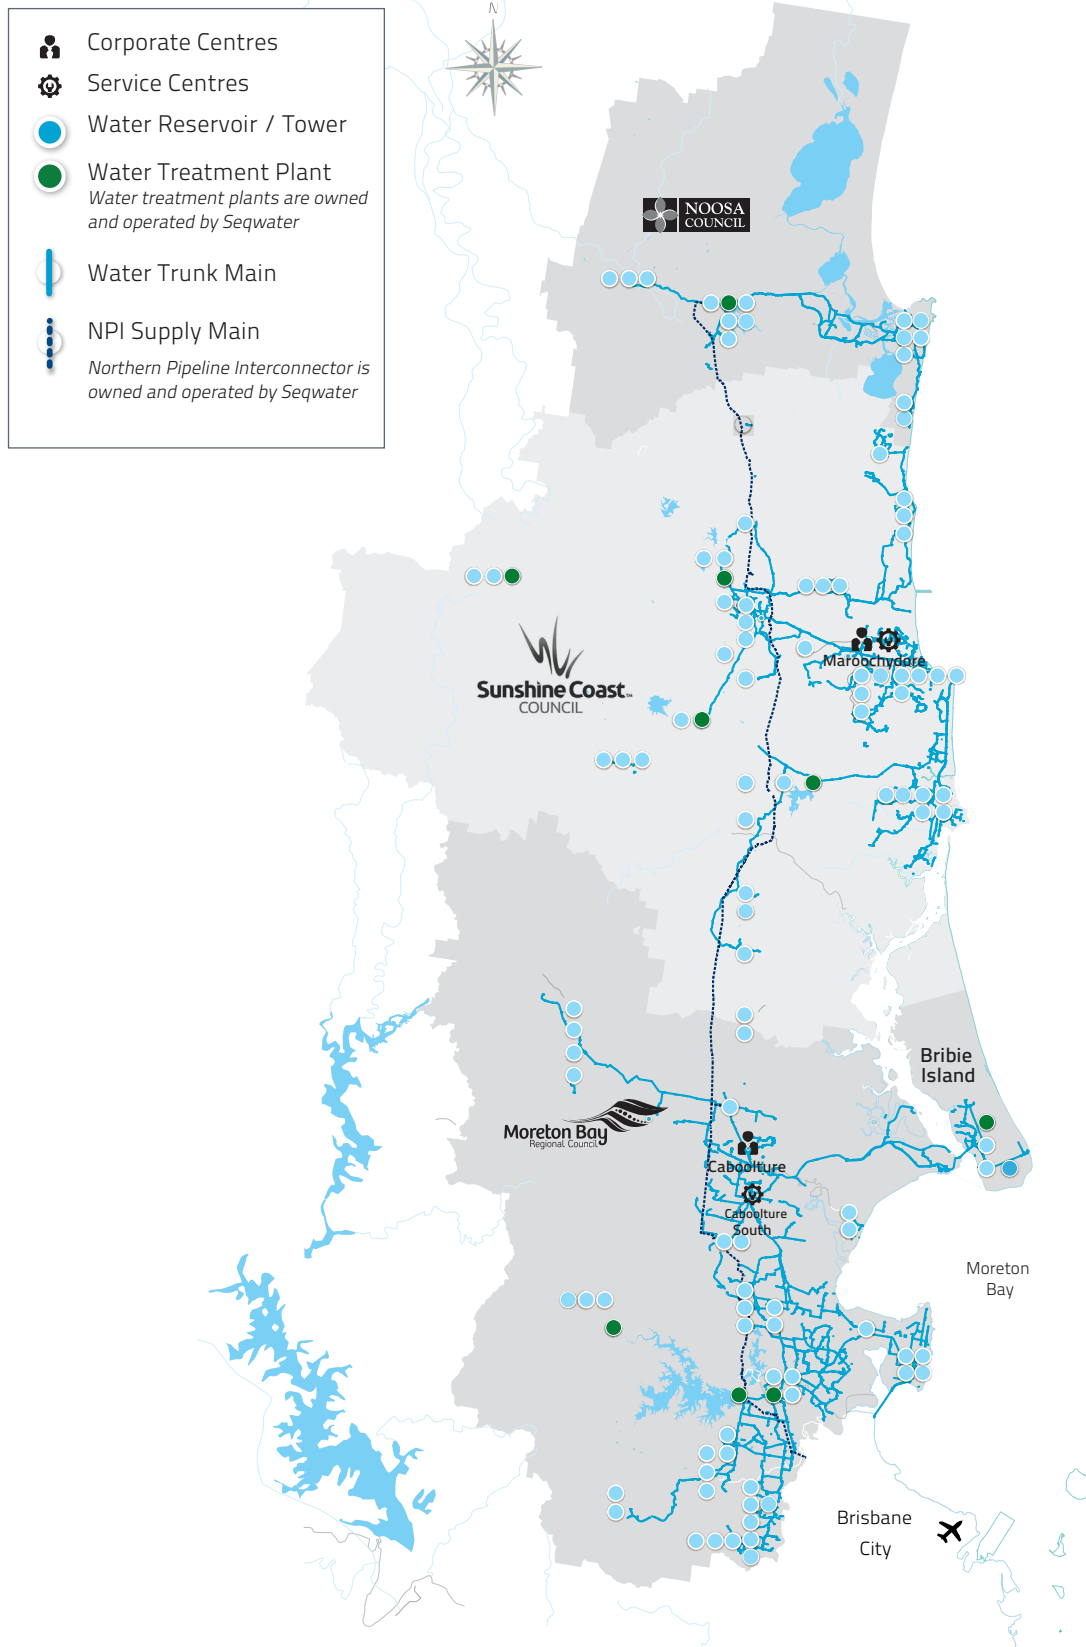 N
Corporate Centres
Service Centres
Water Reservoir / Tower
Water Treatment Plant
Water treatment plants are owned
and operated by Seqwater
Water Trunk Main
NPI Supply Main
Northern Pipeline Interconnector is
owned and operated by Seqwater
NOOSA
COUNCIL
Maroochydore
Sunshine Coast™
COUNCIL
Bribie
Island
Moreton Bay
Regional Council
Caboolture
Caboolture
South
Moreton
Bay
Brisbane
City